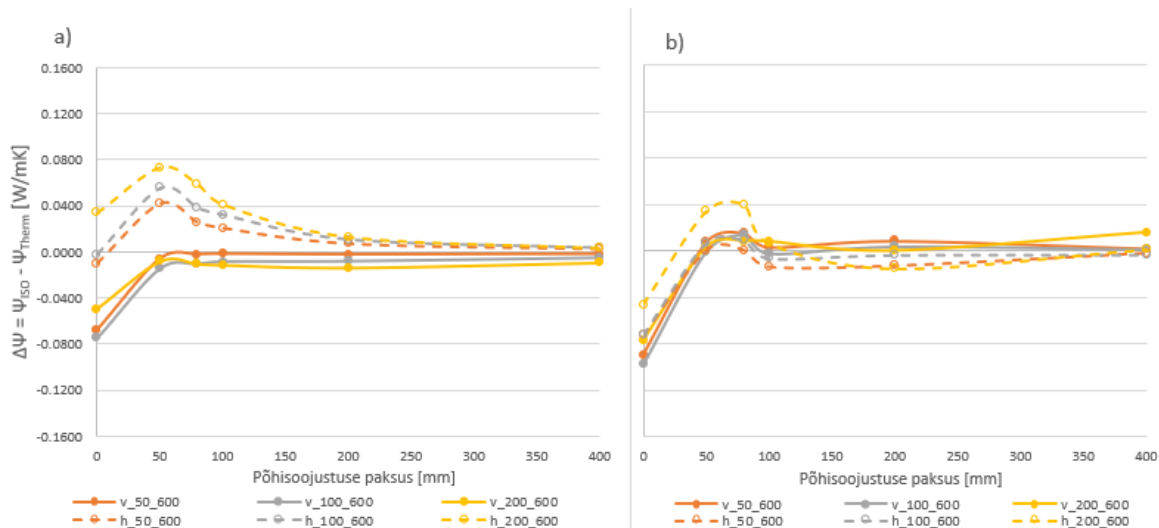 a)
0.1600
0.1200
0.0800
0.0400
0.0000
-0.0400
-0.0800
-0.1200
-0.1600
ΔΨ = Ψ_ISO - Ψ_Therm [W/mK]
0 50 100 150 200 250 300 350 400
Põhisoojustuse paksus [mm]
v_50_600 v_100_600 v_200_600
h_50_600 h_100_600 h_200_600
b)
0 50 100 150 200 250 300 350 400
Põhisoojustuse paksus [mm]
v_50_600 v_100_600 v_200_600
h_50_600 h_100_600 h_200_600